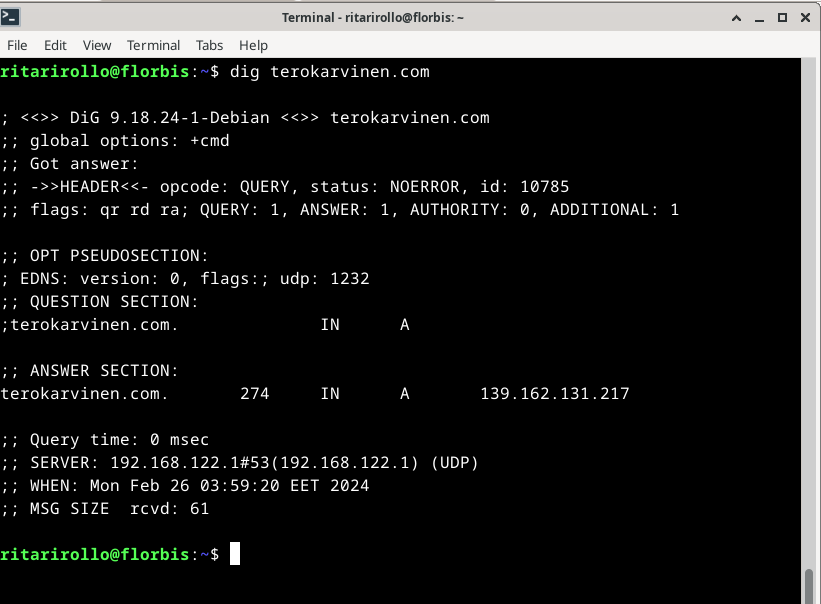 Terminal - ritarirollo@florbis: ~
File Edit View Terminal Tabs Help
ritarirollo@florbis:~$ dig terokarvinen.com
; <<>> DiG 9.18.24-1-Debian <<>> terokarvinen.com
;; global options: +cmd
;; Got answer:
;; ->>HEADER<<- opcode: QUERY, status: NOERROR, id: 10785
;; flags: qr rd ra; QUERY: 1, ANSWER: 1, AUTHORITY: 0, ADDITIONAL: 1
;; OPT PSEUDOSECTION:
; EDNS: version: 0, flags:; udp: 1232
;; QUESTION SECTION:
;terokarvinen.com. IN A
;; ANSWER SECTION:
terokarvinen.com. 274 IN A 139.162.131.217
;; Query time: 0 msec
;; SERVER: 192.168.122.1#53(192.168.122.1) (UDP)
;; WHEN: Mon Feb 26 03:59:20 EET 2024
;; MSG SIZE  rcvd: 61
ritarirollo@florbis:~$